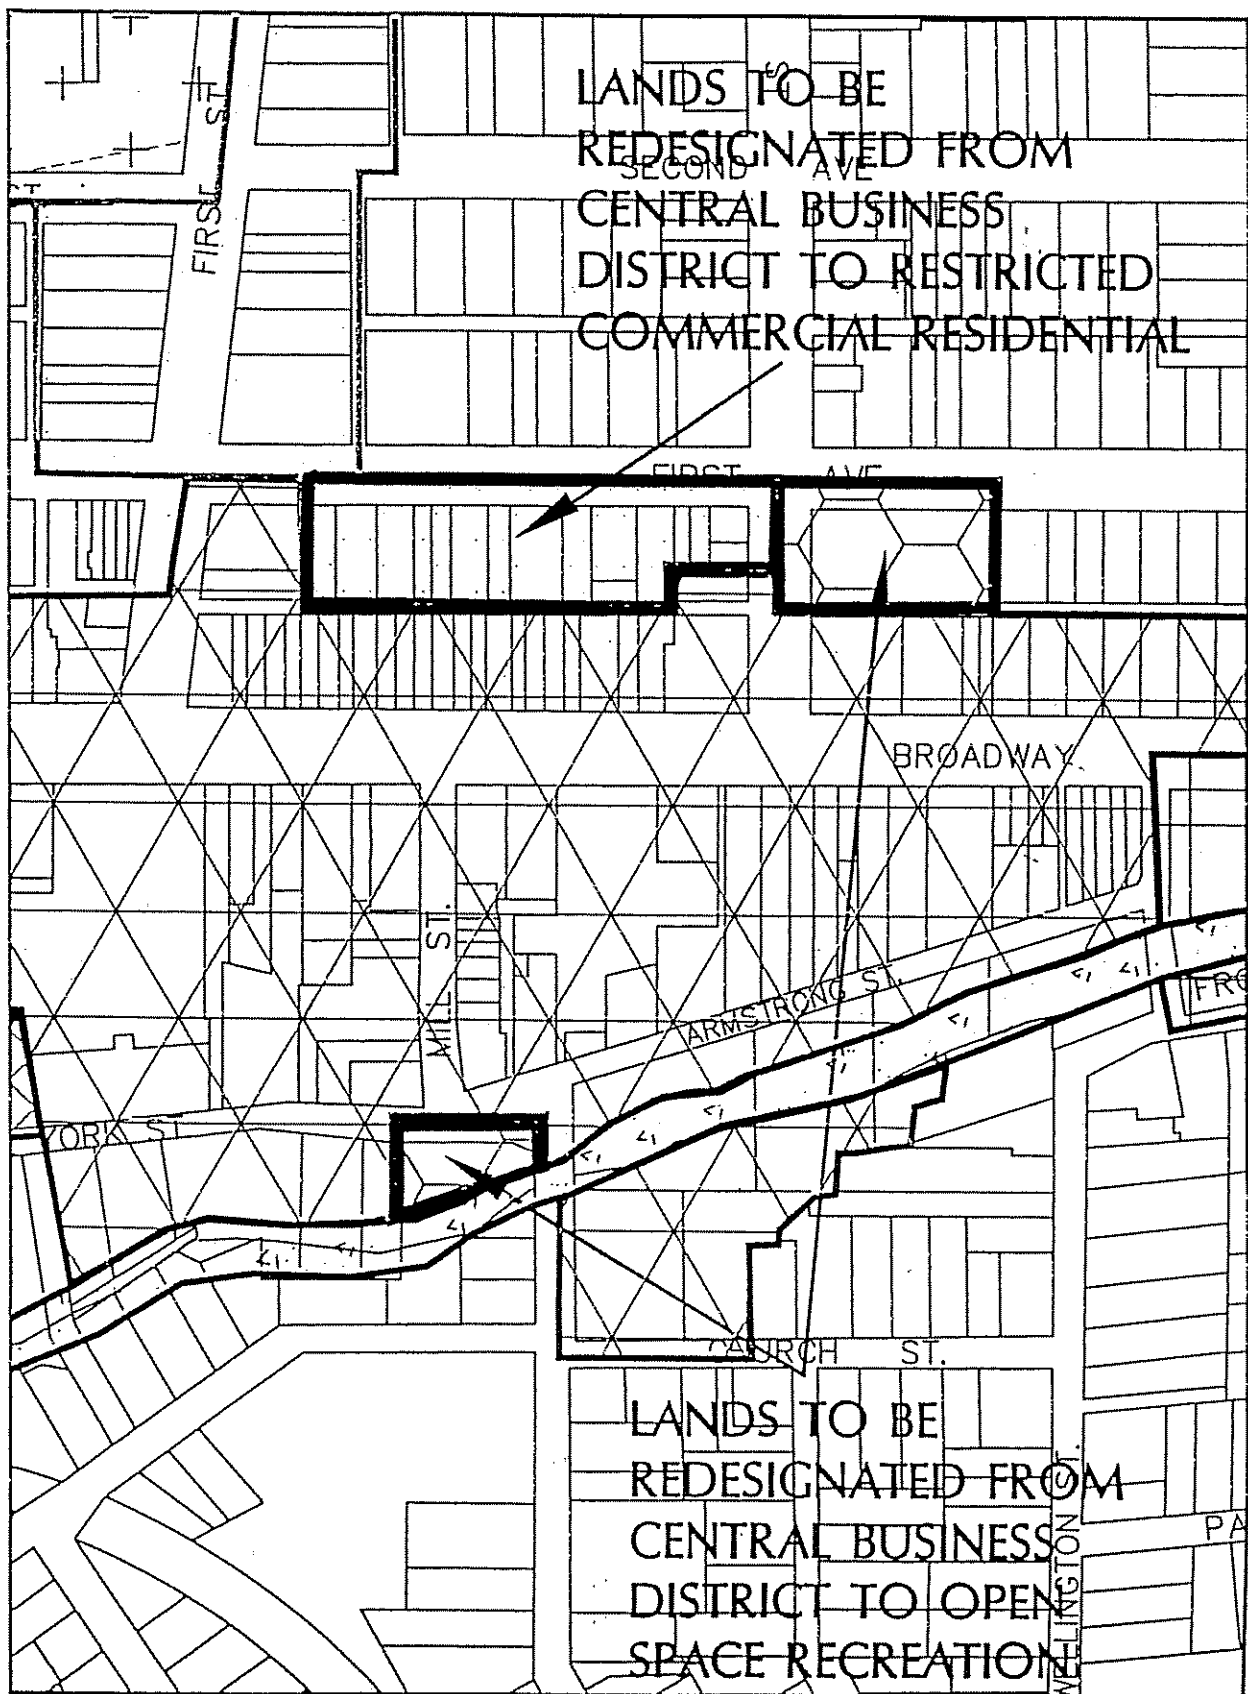 LANDS TO BE
REDESIGNATED FROM
CENTRAL BUSINESS
DISTRICT TO RESTRICTED
COMMERCIAL RESIDENTIAL
ST
SECOND AVE
FIRST ST
FIRST AVE
BROADWAY.
MILL ST.
ARMSTRONG ST.
FRO
YORK ST
CHURCH ST.
LANDS TO BE
REDESIGNATED FROM
CENTRAL BUSINESS
DISTRICT TO OPEN
SPACE RECREATION
WELLINGTON ST.
PA